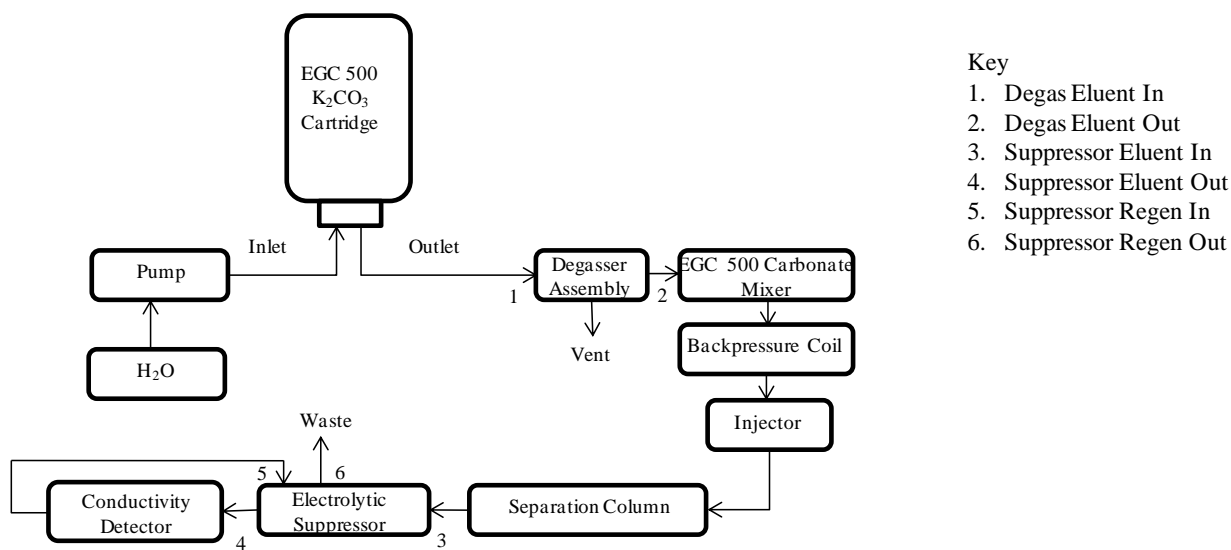 EGC 500
K₂CO₃
Cartridge
Key
1. Degas Eluent In
2. Degas Eluent Out
3. Suppressor Eluent In
4. Suppressor Eluent Out
5. Suppressor Regen In
6. Suppressor Regen Out
Inlet
Outlet
Pump
H₂O
1
Degasser
Assembly
2
EGC 500 Carbonate
Mixer
Vent
Backpressure Coil
Injector
Separation Column
3
Waste
5
6
Electrolytic
Suppressor
4
Conductivity
Detector